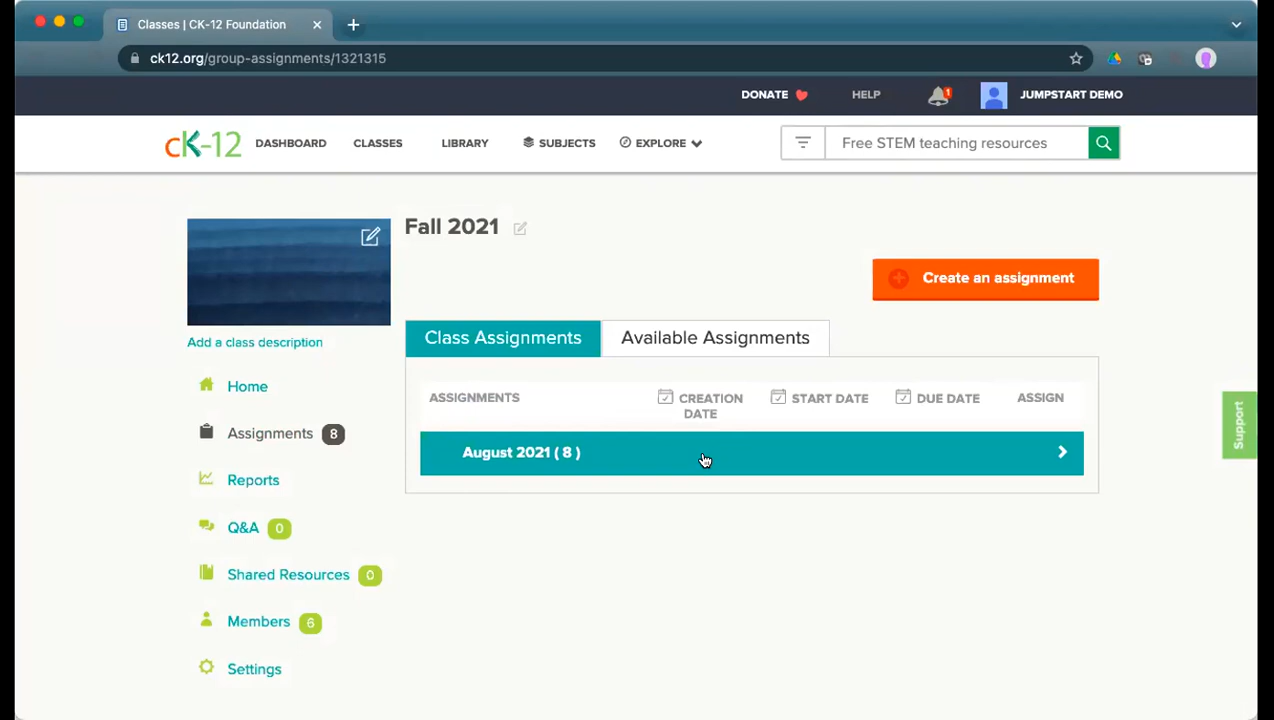 Classes | CK-12 Foundation
ck12.org/group-assignments/1321315
DONATE HELP 1 JUMPSTART DEMO
cK-12 DASHBOARD CLASSES LIBRARY SUBJECTS EXPLORE Free STEM teaching resources
Fall 2021
Create an assignment
Add a class description
Class Assignments Available Assignments
ASSIGNMENTS CREATION DATE START DATE DUE DATE ASSIGN
August 2021 ( 8 )
Home
Assignments 8
Reports
Q&A 0
Shared Resources 0
Members 6
Settings
Support